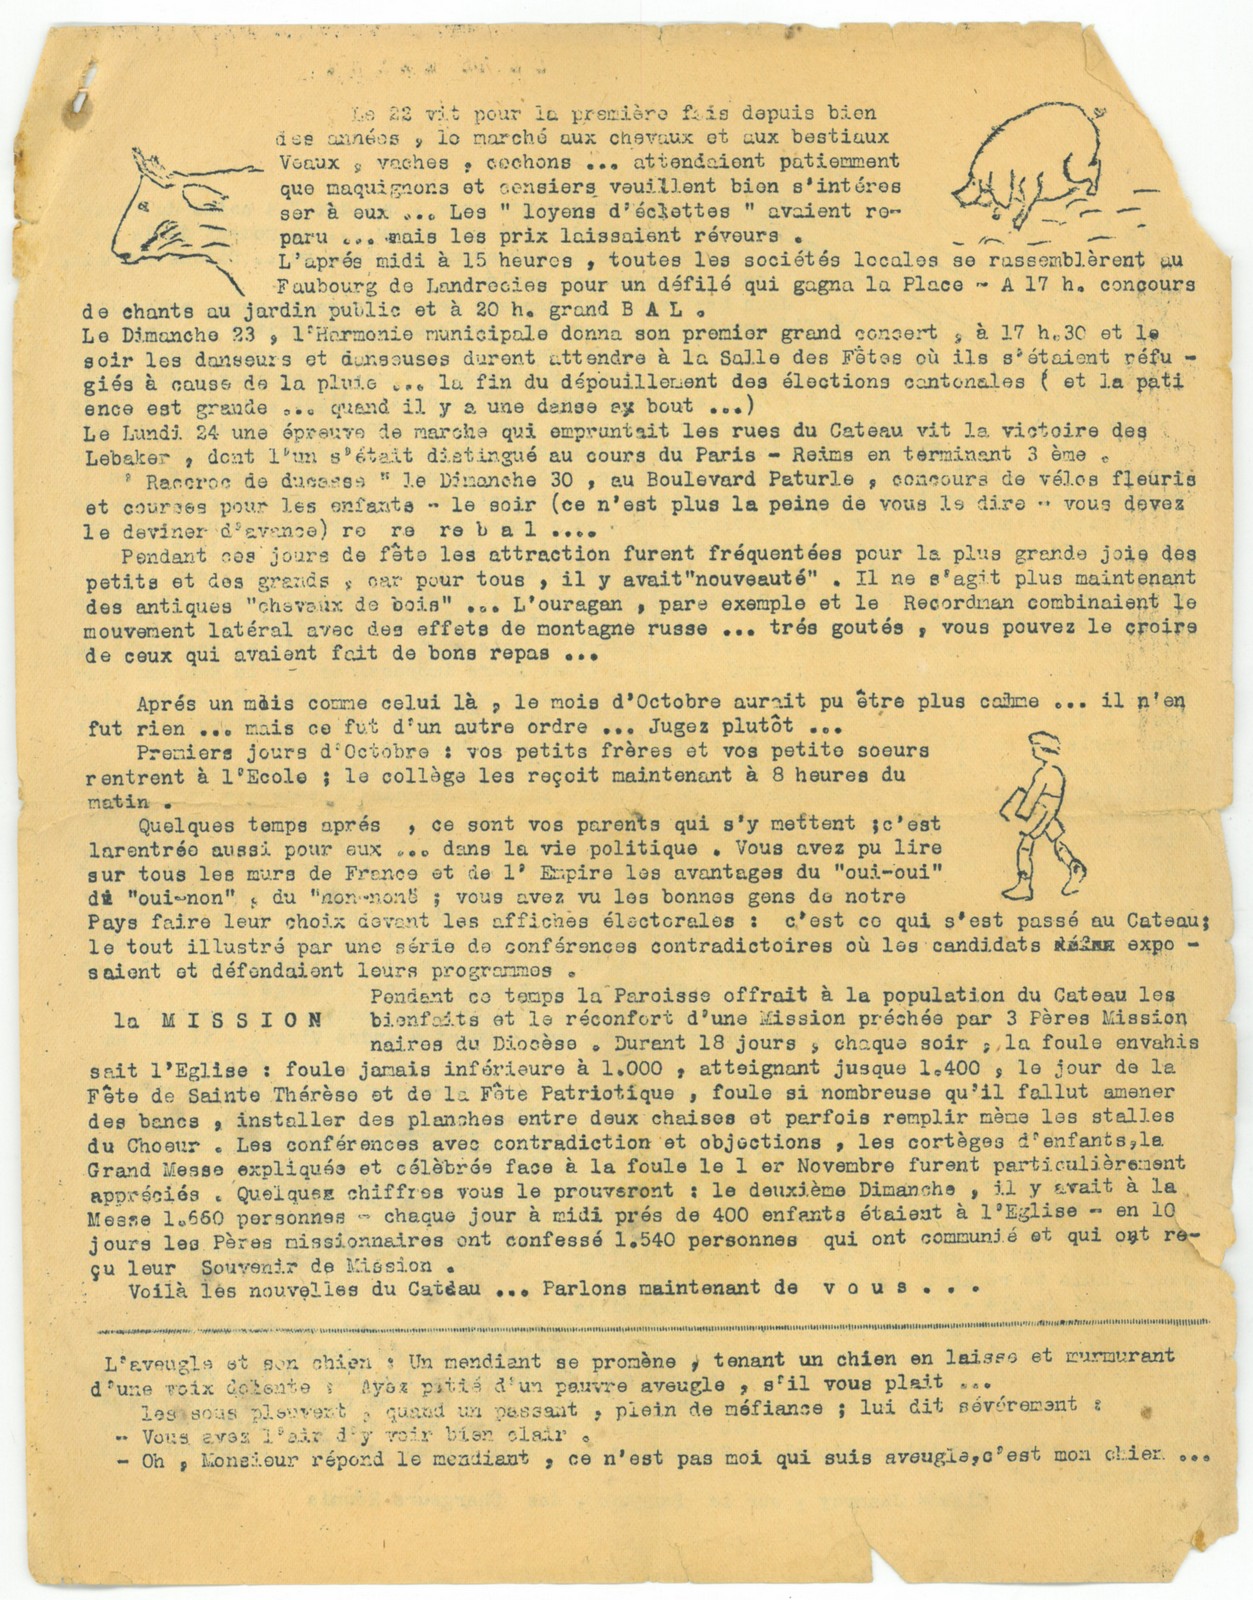 Le 22 vit pour la première fois depuis bien
des années , le marché aux chevaux et aux bestiaux
Veaux , vaches , cochons ... attendaient patiemment
que maquignons et censiers veuillent bien s'intéres
ser à eux ... Les " loyens d'éclettes " avaient re-
paru ... mais les prix laissaient rêveurs .
L'aprés midi à 15 heures , toutes les sociétés locales se rassemblèrent au
Faubourg de Landrecies pour un défilé qui gagna la Place - A 17 h. concours
de chants au jardin public et à 20 h. grand B A L .
Le Dimanche 23 , l'Harmonie municipale donna son premier grand concert , à 17 h.30 et le
soir les danseurs et danseuses durent attendre à la Salle des Fêtes où ils s'étaient réfu -
giés à cause de la pluie ... la fin du dépouillement des élections cantonales ( et la pati
ence est grande ... quand il y a une danse au bout ...)
Le Lundi 24 une épreuve de marche qui empruntait les rues du Cateau vit la victoire des
Lebaker , dont l'un s'était distingué au cours du Paris - Reims en terminant 3 ème .
" Raccroc de ducasse " le Dimanche 30 , au Boulevard Paturle , concours de vélos fleuris
et courses pour les enfants - le soir (ce n'est plus la peine de vous le dire - vous devez
le deviner d'avance) re re re b a l ....
Pendant ces jours de fête les attraction furent fréquentées pour la plus grande joie des
petits et des grands , car pour tous , il y avait"nouveauté" . Il ne s'agit plus maintenant
des antiques "chevaux de bois" ... L'ouragan , pare exemple et le Recordman combinaient le
mouvement latéral avec des effets de montagne russe ... trés goutés , vous pouvez le croire
de ceux qui avaient fait de bons repas ...
Aprés un mois comme celui là , le mois d'Octobre aurait pu être plus calme ... il n'en
fut rien ... mais ce fut d'un autre ordre ... Jugez plutôt ...
Premiers jours d'Octobre : vos petits frères et vos petite soeurs
rentrent à l'Ecole ; le collège les reçoit maintenant à 8 heures du
matin .
Quelques temps aprés , ce sont vos parents qui s'y mettent ;c'est
larentrée aussi pour eux ... dans la vie politique . Vous avez pu lire
sur tous les murs de France et de l' Empire les avantages du "oui-oui"
du "oui-non" , du "non-non" ; vous avez vu les bonnes gens de notre
Pays faire leur choix devant les affiches électorales : c'est ce qui s'est passé au Cateau;
le tout illustré par une série de conférences contradictoires où les candidats expo -
saient et défendaient leurs programmes .
Pendant ce temps la Paroisse offrait à la population du Cateau les
la M I S S I O N bienfaits et le réconfort d'une Mission préchée par 3 Pères Mission
naires du Diocèse . Durant 18 jours , chaque soir , la foule envahis
sait l'Eglise : foule jamais inférieure à 1.000 , atteignant jusque 1.400 , le jour de la
Fête de Sainte Thérèse et de la Fête Patriotique , foule si nombreuse qu'il fallut amener
des bancs , installer des planches entre deux chaises et parfois remplir mème les stalles
du Choeur . Les conférences avec contradiction et objections , les cortèges d'enfants,la
Grand Messe expliqués et célèbrée face à la foule le 1 er Novembre furent particulièrement
appréciés . Quelques chiffres vous le prouveront : le deuxième Dimanche , il y avait à la
Messe 1.660 personnes - chaque jour à midi prés de 400 enfants étaient à l'Eglise - en 10
jours les Pères missionnaires ont confessé 1.540 personnes qui ont communié et qui ont re-
çu leur Souvenir de Mission .
Voilà les nouvelles du Cateau ... Parlons maintenant de v o u s . . .
L'aveugle et son chien : Un mendiant se promène , tenant un chien en laisse et murmurant
d'une voix dolente : Ayez pitié d'un pauvre aveugle , s'il vous plait ...
les sous pleuvent , quand un passant , plein de méfiance ; lui dit sévérement :
- Vous avez l'air d'y voir bien clair .
- Oh , Monsieur répond le mendiant , ce n'est pas moi qui suis aveugle,c'est mon chien ...